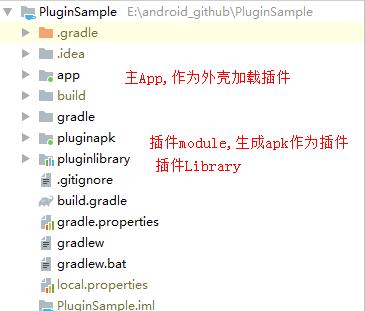 PluginSample E:\android_github\PluginSample
.gradle
.idea
app 主App,作为外壳加载插件
build
gradle
pluginapk 插件module,生成apk作为插件
pluginlibrary 插件Library
.gitignore
build.gradle
gradle.properties
gradlew
gradlew.bat
local.properties
PluginSample.iml